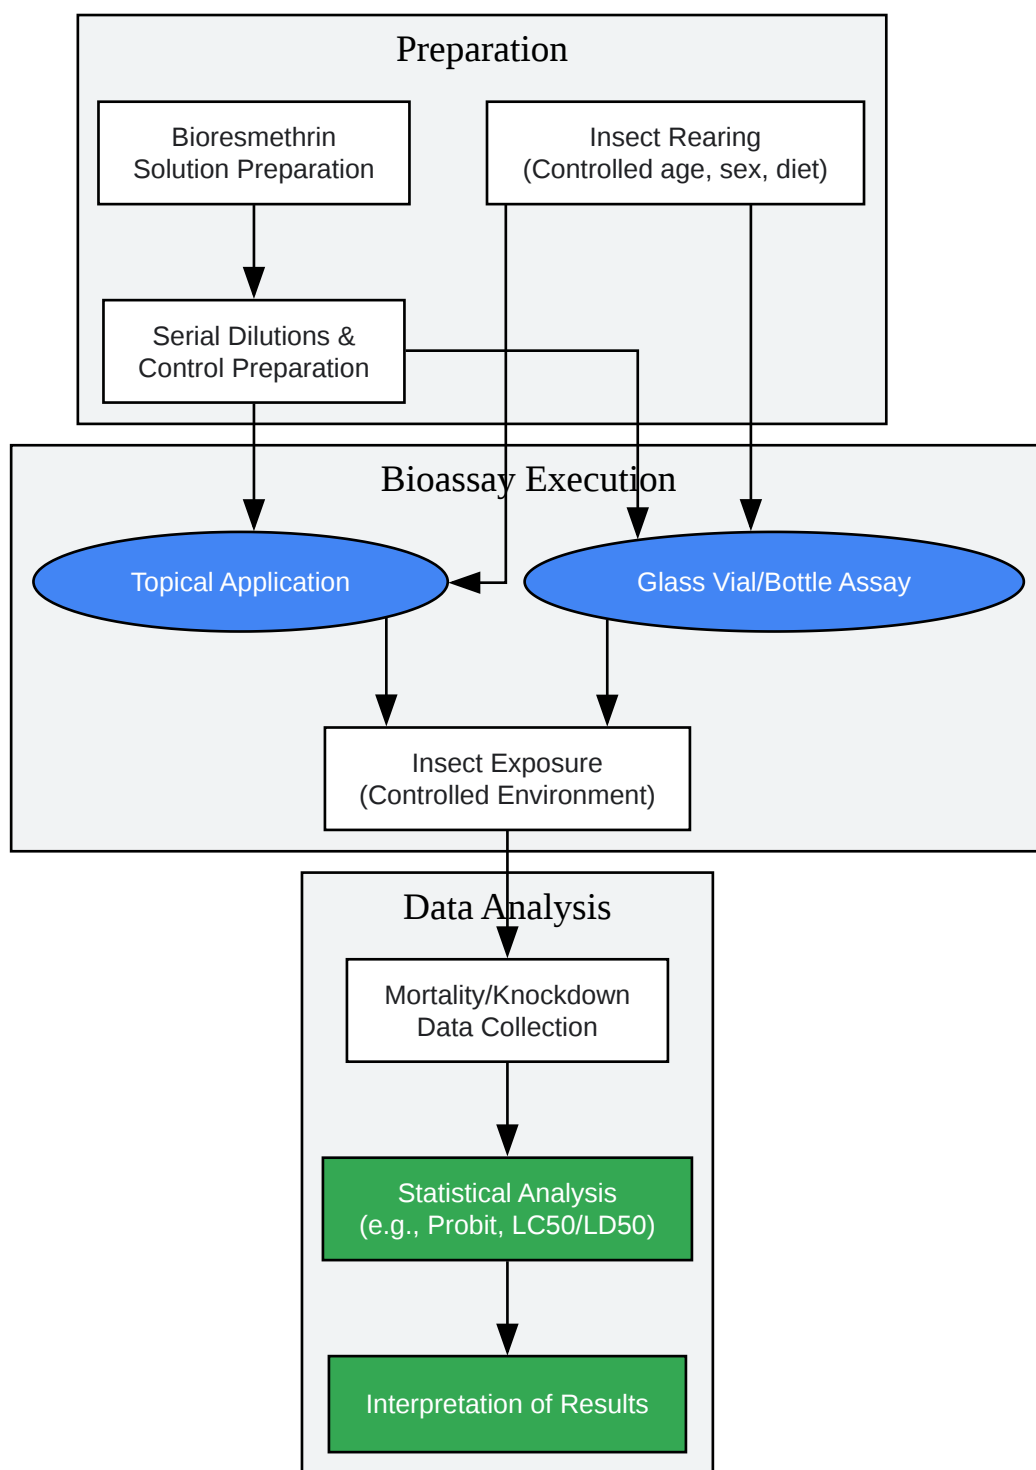 Preparation
Bioresmethrin
Solution Preparation
Insect Rearing
(Controlled age, sex, diet)
Serial Dilutions &
Control Preparation
Bioassay Execution
Topical Application
Glass Vial/Bottle Assay
Insect Exposure
(Controlled Environment)
Data Analysis
Mortality/Knockdown
Data Collection
Statistical Analysis
(e.g., Probit, LC50/LD50)
Interpretation of Results